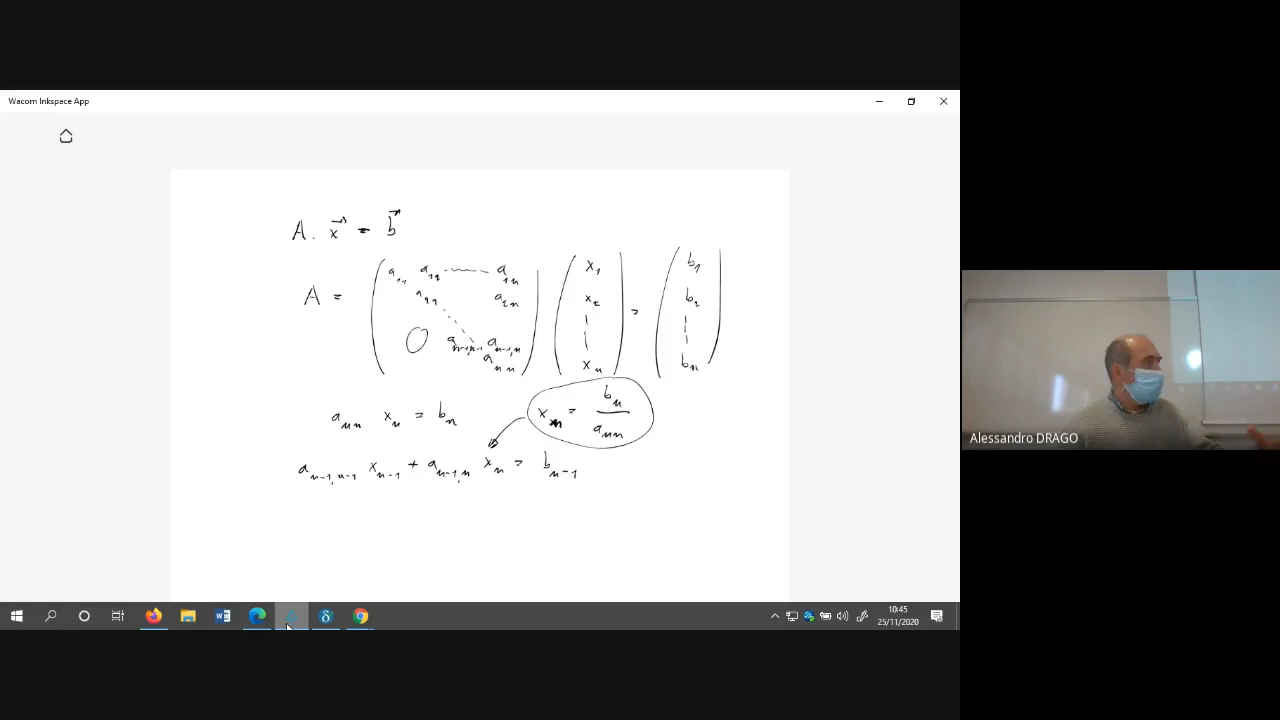 Wacom Inkspace App
A. x⃗ = b⃗
A = ( a₁₁ a₁₂ --- a₁ₙ ) ( x₁ ) = ( b₁ )
a₂₂ a₂ₙ x₂ b₂
0 aₙ₋₁,ₙ₋₁ aₙ₋₁,ₙ
aₙₙ xₙ bₙ
aₙₙ xₙ = bₙ xₙ = bₙ / aₙₙ
aₙ₋₁,ₙ₋₁ xₙ₋₁ + aₙ₋₁,ₙ xₙ = bₙ₋₁
Alessandro DRAGO
10:45
25/11/2020